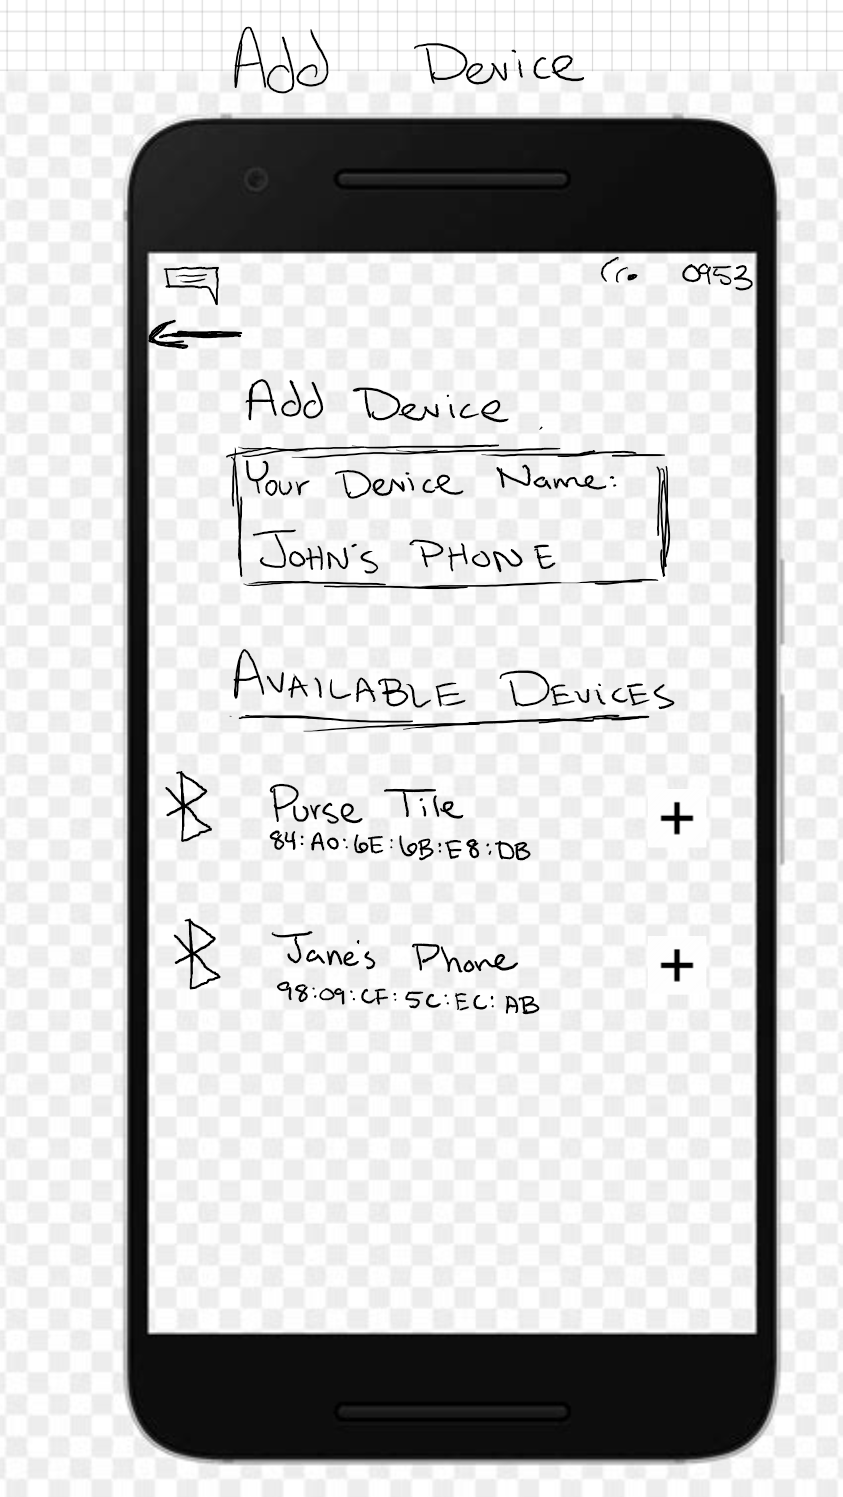 Add Device
0953
Add Device
Your Device Name:
JOHN'S PHONE
AVAILABLE DEVICES
Purse Tile
84:A0:6E:6B:E8:DB
Jane's Phone
98:09:CF:5C:EC:AB